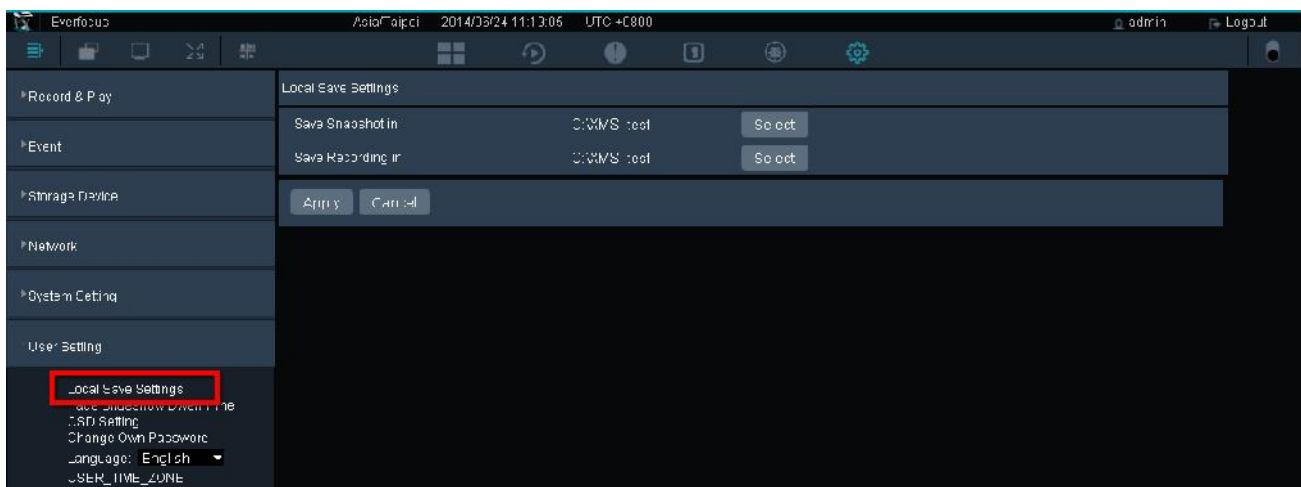 Everfocus Asia/Taipei 2014/06/24 11:13:05 UTC +0800 admin Logout
Record & Play
Local Save Settings
Save Snapshot in Select
Event
Save Recording in Select
Storage Device
Apply Cancel
Network
System Setting
User Setting
Local Save Settings
OSD Setting
Change Own Password
Language: English
USER_TIME_ZONE